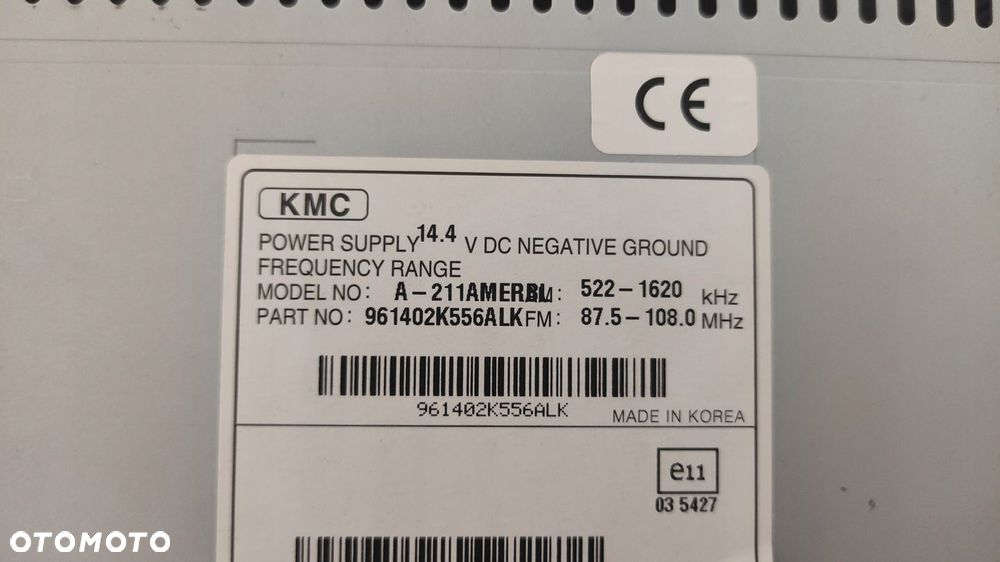 CE
KMC
POWER SUPPLY 14.4 V DC NEGATIVE GROUND
FREQUENCY RANGE
MODEL NO: A-211AMERBL : 522-1620 kHz
PART NO: 961402K556ALK FM: 87.5-108.0 MHz
961402K556ALK
MADE IN KOREA
e11
03 5427
OTOMOTO